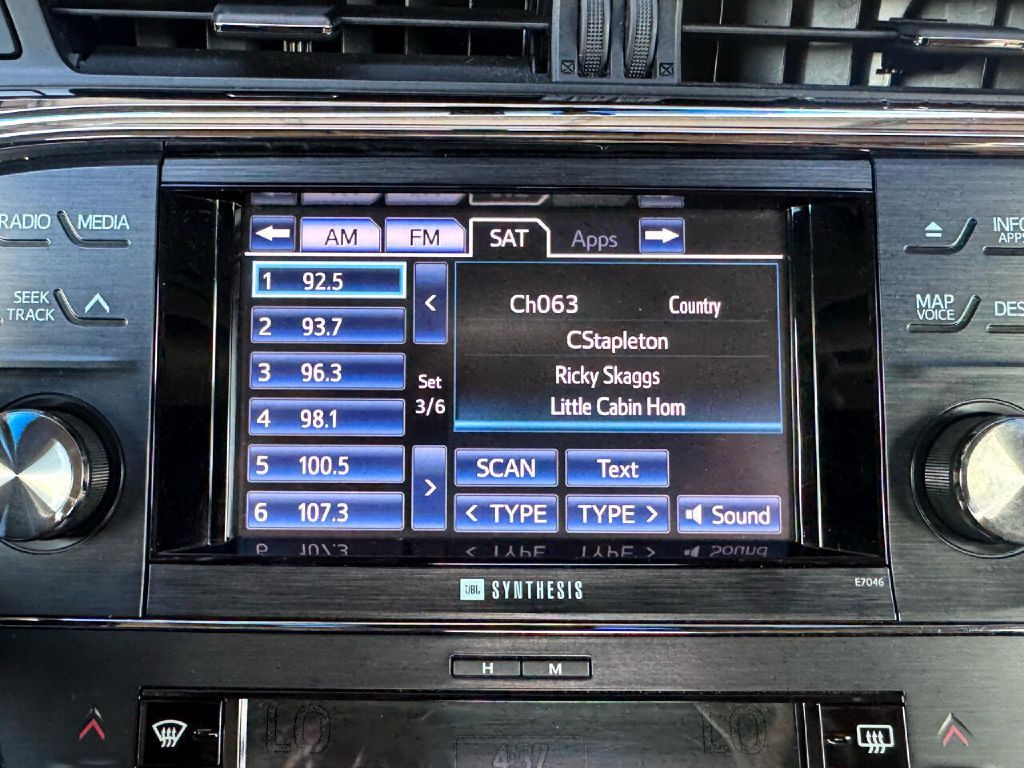 RADIO MEDIA
SEEK
TRACK
AM FM SAT Apps
1 92.5
2 93.7
3 96.3
4 98.1
5 100.5
6 107.3
<
Set
3/6
>
Ch063 Country
CStapleton
Ricky Skaggs
Little Cabin Hom
SCAN Text
< TYPE TYPE > Sound
INFO
APPS
MAP
VOICE
JBL SYNTHESIS
E7046
H M
LO LO